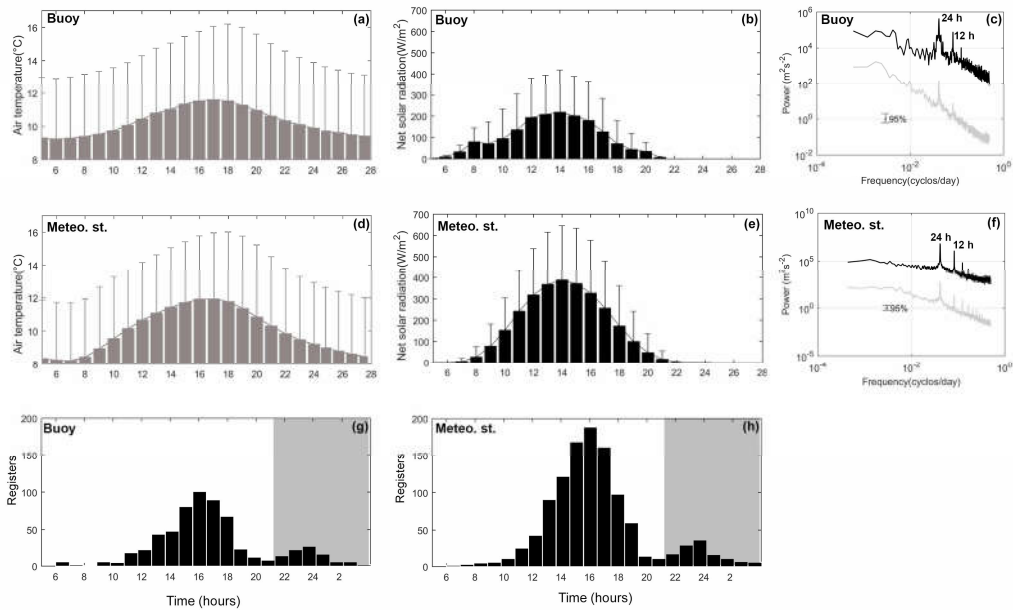 Buoy
(a)
16
14
12
10
8
Air temperature(°C)
6 8 10 12 14 16 18 20 22 24 26 28
Buoy
(b)
700
600
500
400
300
200
100
0
Net solar radiation(W/m²)
6 8 10 12 14 16 18 20 22 24 26 28
Buoy
(c)
24 h
12 h
10⁶
10⁴
10²
10⁰
10⁻²
Power (m²s⁻²)
95%
10⁻⁴ 10⁻² 10⁰
Frequency(cyclos/day)
Meteo. st.
(d)
16
14
12
10
8
Air temperature(°C)
6 8 10 12 14 16 18 20 22 24 26 28
Meteo. st.
(e)
700
600
500
400
300
200
100
0
Net solar radiation(W/m²)
6 8 10 12 14 16 18 20 22 24 26 28
Meteo. st.
(f)
24 h
12 h
10¹⁰
10⁵
10⁰
10⁻⁵
Power (m²s⁻²)
95%
10⁻⁴ 10⁻² 10⁰
Frequency(cyclos/day)
Buoy
(g)
200
150
100
50
0
Registers
6 8 10 12 14 16 18 20 22 24 2
Time (hours)
Meteo. st.
(h)
200
150
100
50
0
Registers
6 8 10 12 14 16 18 20 22 24 2
Time (hours)